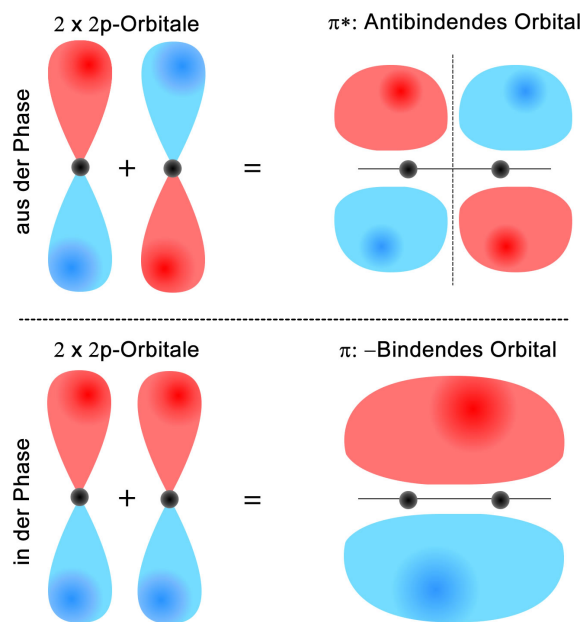 2 x 2p-Orbitale
π*: Antibindendes Orbital
aus der Phase
+
=
2 x 2p-Orbitale
π: –Bindendes Orbital
in der Phase
+
=